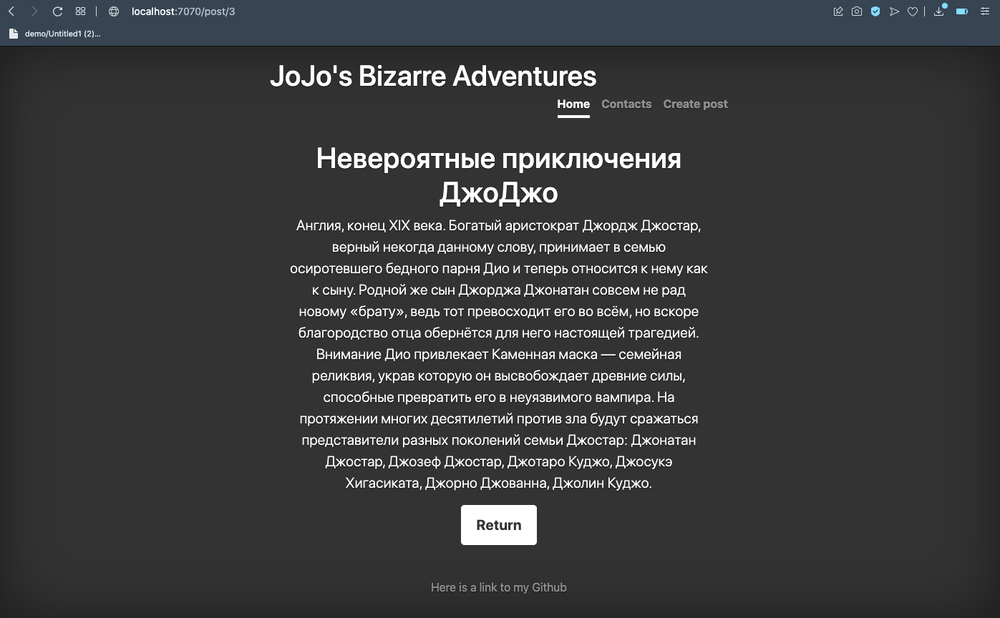 localhost:7070/post/3
demo/Untitled1 (2)...
JoJo's Bizarre Adventures
Home Contacts Create post
Невероятные приключения
ДжоДжо
Англия, конец XIX века. Богатый аристократ Джордж Джостар,
верный некогда данному слову, принимает в семью
осиротевшего бедного парня Дио и теперь относится к нему как
к сыну. Родной же сын Джорджа Джонатан совсем не рад
новому «брату», ведь тот превосходит его во всём, но вскоре
благородство отца обернётся для него настоящей трагедией.
Внимание Дио привлекает Каменная маска — семейная
реликвия, украв которую он высвобождает древние силы,
способные превратить его в неуязвимого вампира. На
протяжении многих десятилетий против зла будут сражаться
представители разных поколений семьи Джостар: Джонатан
Джостар, Джозеф Джостар, Джотаро Куджо, Джосукэ
Хигасиката, Джорно Джованна, Джолин Куджо.
Return
Here is a link to my Github